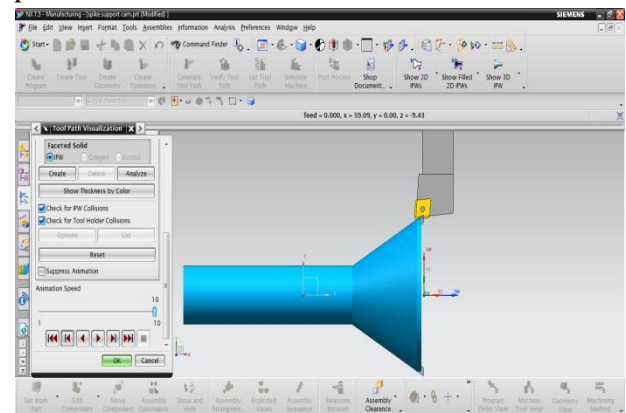 NX 7.5 - Manufacturing - [spike support cam.prt (Modified) ]
SIEMENS
File Edit View Insert Format Tools Assemblies Information Analysis Preferences Window Help
Start Command Finder
Create Program Create Tool Create Geometry Create Operation Generate Tool Path Verify Tool Path List Tool Path Simulate Machine Post Process Shop Document... Show 2D IPWs Show Filled 2D IPWs Show 3D IPW
Entire Assembly
feed = 0.000, x = 59.09, y = 0.00, z = -9.43
Tool Path Visualization
Faceted Solid
IPW Gouges Excess
Create Delete Analyze
Show Thickness by Color
Check for IPW Collisions
Check for Tool Holder Collisions
Options List
Reset
Suppress Animation
Animation Speed
10
1 10
OK Cancel
Set Work Part Add Component Move Component Assembly Constraints Show and Hide Assembly Arrangeme.. Exploded Views Assembly Sequence Relations Browser Assembly Clearance Program Order View Machine Tool View Geometry View Machining Method